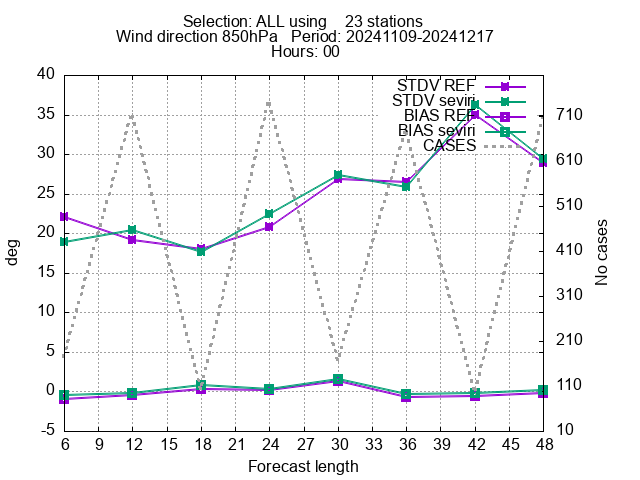 Selection: ALL using    23 stations
Wind direction 850hPa   Period: 20241109-20241217
Hours: 00
40
35
30
25
20
15
10
5
0
-5
deg
STDV REF
STDV seviri
BIAS REF
BIAS seviri
CASES
710
610
510
410
310
210
110
10
No cases
6 9 12 15 18 21 24 27 30 33 36 39 42 45 48
Forecast length